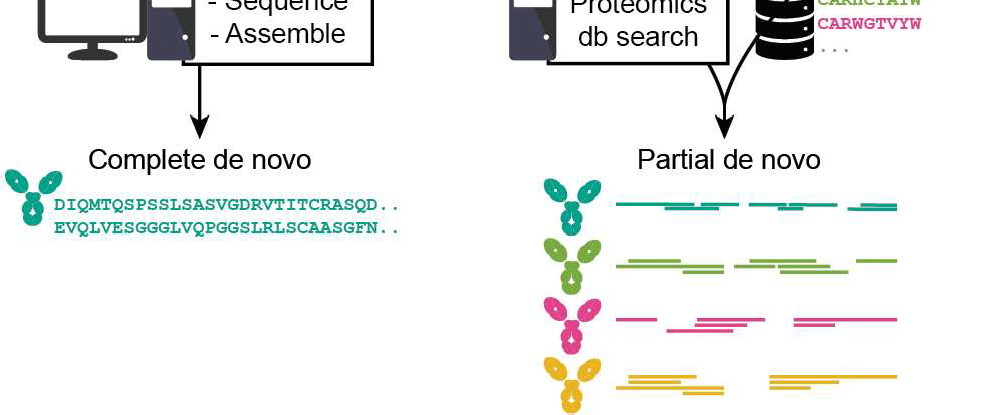 - Sequence
- Assemble
Proteomics
db search
CARWGTVYW
...
Complete de novo
DIQMTQSPSSLSASVGDRVTITCRASQD..
EVQLVESGGGLVQPGGSLRLSCAASGFN..
Partial de novo